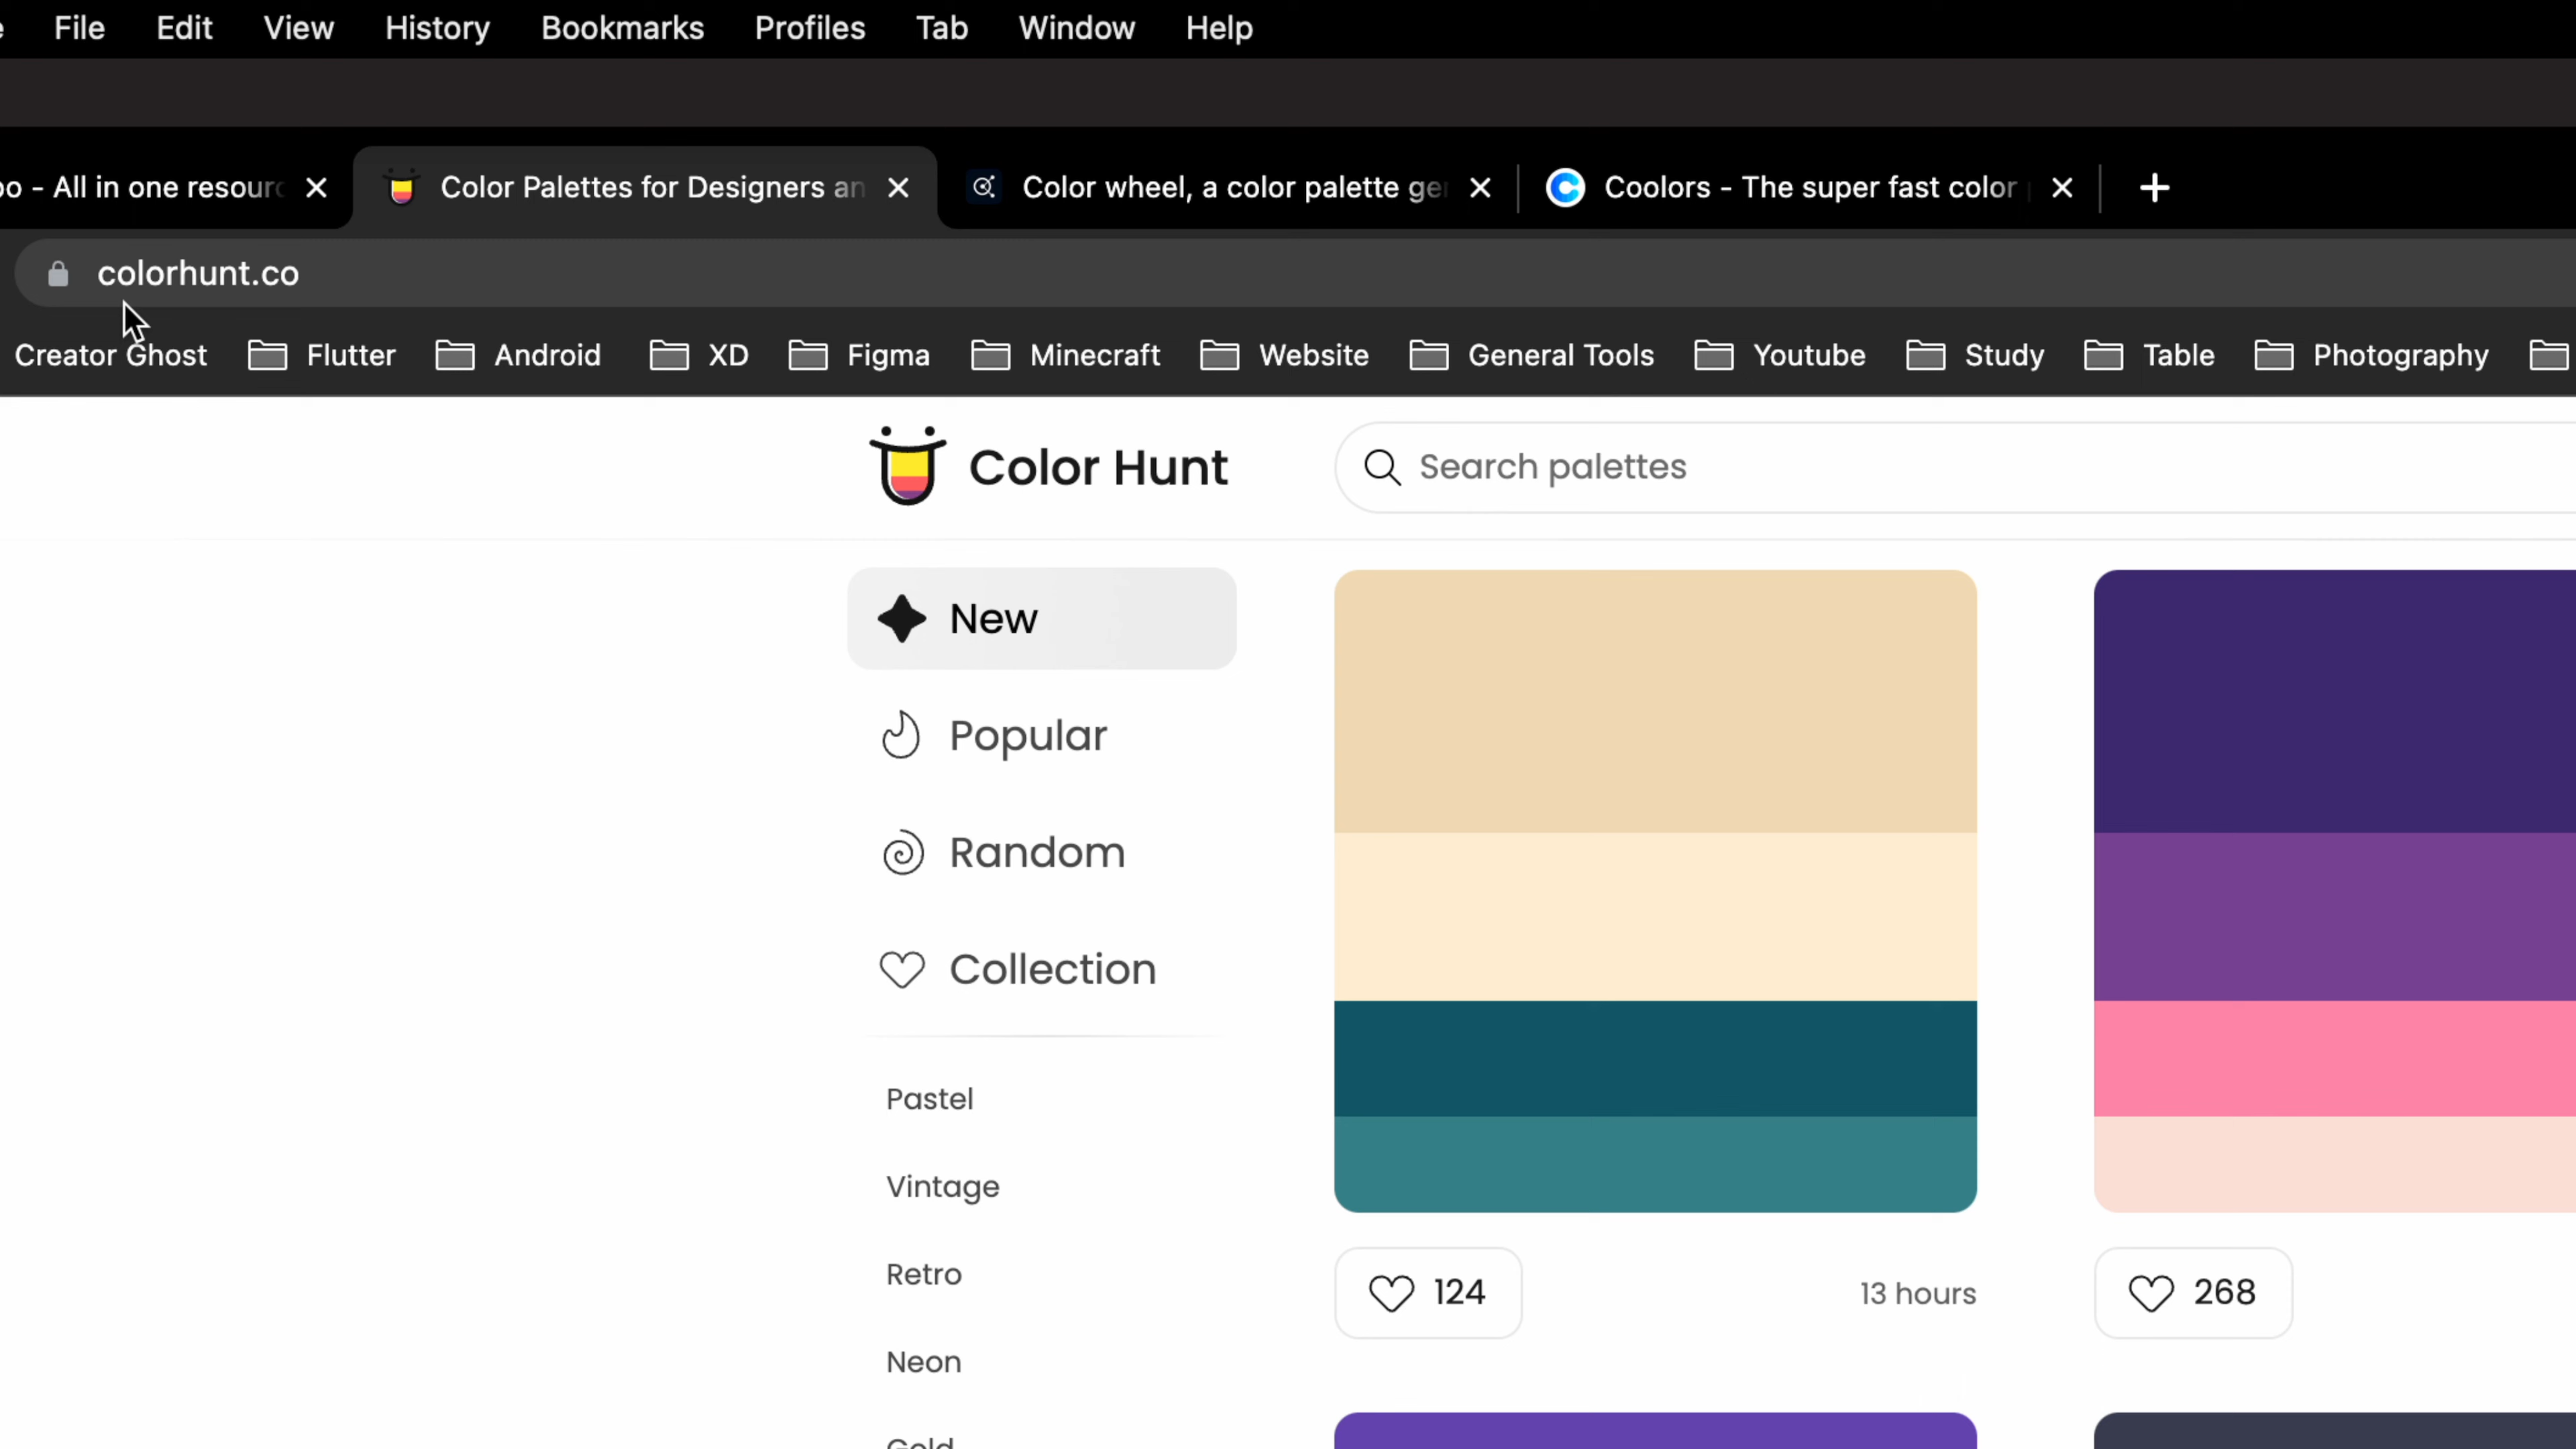 File Edit View History Bookmarks Profiles Tab Window Help
- All in one Color Palettes for Designers Color wheel, a color palette Coolors - The super fast color
colorhunt.co
Creator Ghost Flutter Android XD Figma Minecraft Website General Tools Youtube Study Table Photography
Color Hunt Search palettes
New
Popular
Random
Collection
Pastel
Vintage
Retro
Neon
124 13 hours 268